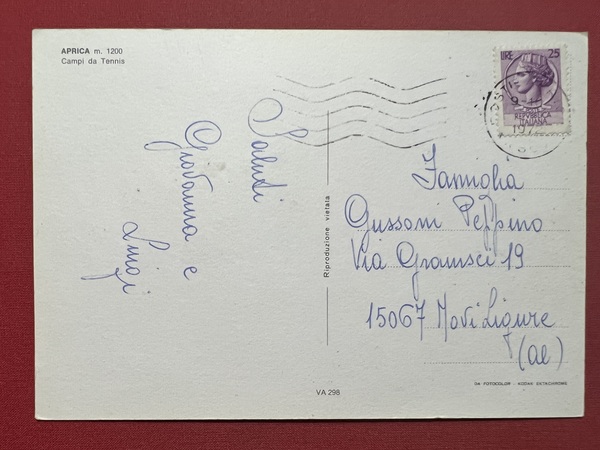 APRICA m. 1200
Campi da Tennis
LIRE 25
REPUBBLICA
ITALIANA
Saluti
Giovanna e
Luigi
Riproduzione vietata
Famiglia
Gussoni Peppino
Via Gramsci 19
15067 Novi Ligure
(al)
VA 298
Da FOTOCOLOR - KODAK EKTACHROME